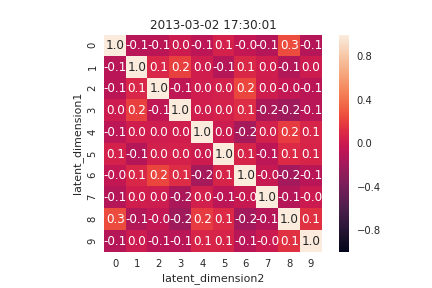 2013-03-02 17:30:01
latent_dimension1
0 1.0 -0.1 -0.1 0.0 -0.1 0.1 -0.0 -0.1 0.3 -0.1
1 -0.1 1.0 0.1 0.2 0.0 -0.1 0.1 0.0 -0.1 0.0
2 -0.1 0.1 1.0 -0.1 0.0 0.0 0.2 0.0 -0.0 -0.1
3 0.0 0.2 -0.1 1.0 0.0 0.0 0.1 -0.2 -0.2 -0.1
4 -0.1 0.0 0.0 0.0 1.0 0.0 -0.2 0.0 0.2 0.1
5 0.1 -0.1 0.0 0.0 0.0 1.0 0.1 -0.1 0.1 0.1
6 -0.0 0.1 0.2 0.1 -0.2 0.1 1.0 -0.0 -0.2 -0.1
7 -0.1 0.0 0.0 -0.2 0.0 -0.1 -0.0 1.0 -0.1 -0.0
8 0.3 -0.1 -0.0 -0.2 0.2 0.1 -0.2 -0.1 1.0 0.1
9 -0.1 0.0 -0.1 -0.1 0.1 0.1 -0.1 -0.0 0.1 1.0
0 1 2 3 4 5 6 7 8 9
latent_dimension2
0.8
0.4
0.0
−0.4
−0.8